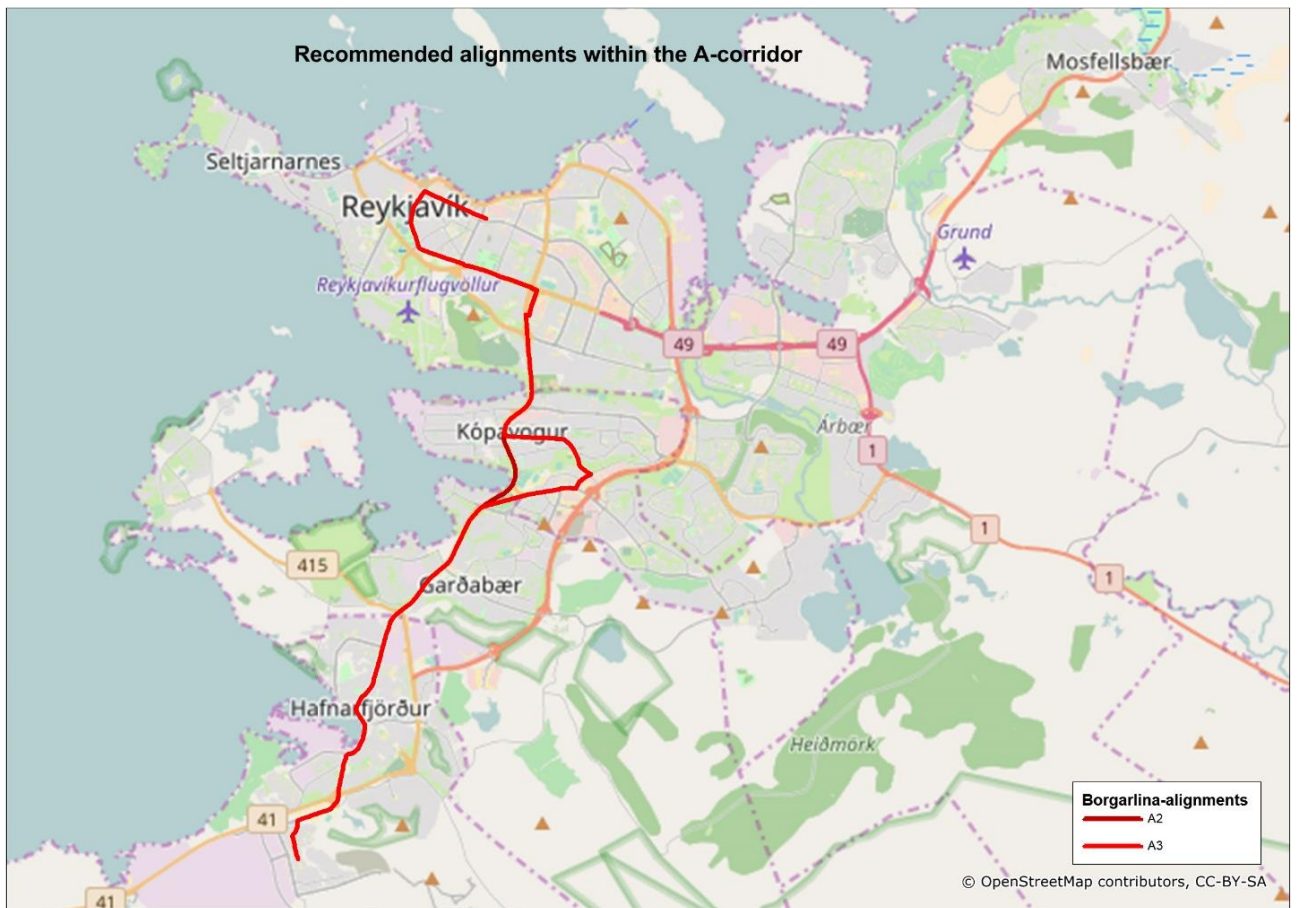 Recommended alignments within the A-corridor
Mosfellsbær
Seltjarnarnes
Reykjavík
Grund
Reykjavíkurflugvöllur
49
49
Kópavogur
Árbær
1
1
415
1
Garðabær
Hafnarfjörður
Heiðmörk
41
Borgarlina-alignments
A2
A3
© OpenStreetMap contributors, CC-BY-SA
41